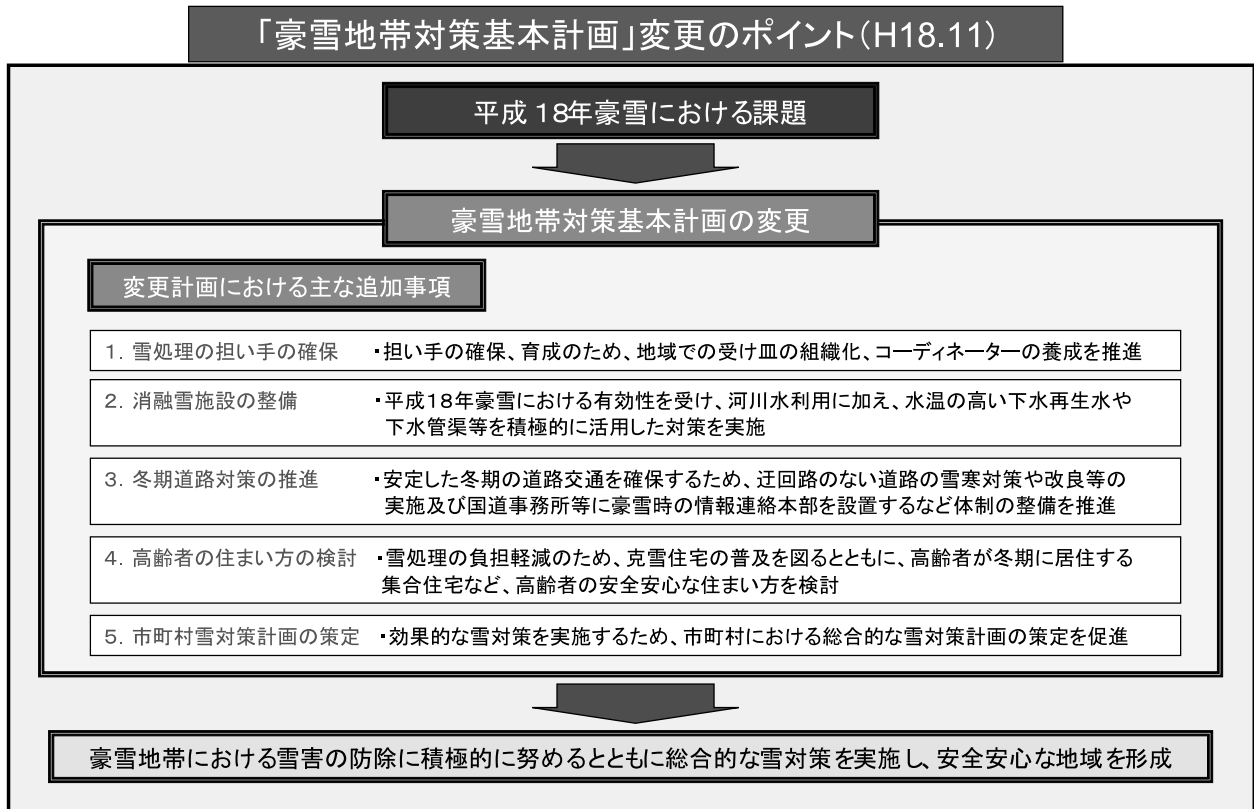 「豪雪地帯対策基本計画」変更のポイント(H18.11)
平成18年豪雪における課題
豪雪地帯対策基本計画の変更
変更計画における主な追加事項
1. 雪処理の担い手の確保 ・担い手の確保、育成のため、地域での受け皿の組織化、コーディネーターの養成を推進
2. 消融雪施設の整備 ・平成18年豪雪における有効性を受け、河川水利用に加え、水温の高い下水再生水や
下水管渠等を積極的に活用した対策を実施
3. 冬期道路対策の推進 ・安定した冬期の道路交通を確保するため、迂回路のない道路の雪寒対策や改良等の
実施及び国道事務所等に豪雪時の情報連絡本部を設置するなど体制の整備を推進
4. 高齢者の住まい方の検討 ・雪処理の負担軽減のため、克雪住宅の普及を図るとともに、高齢者が冬期に居住する
集合住宅など、高齢者の安全安心な住まい方を検討
5. 市町村雪対策計画の策定 ・効果的な雪対策を実施するため、市町村における総合的な雪対策計画の策定を促進
豪雪地帯における雪害の防除に積極的に努めるとともに総合的な雪対策を実施し、安全安心な地域を形成